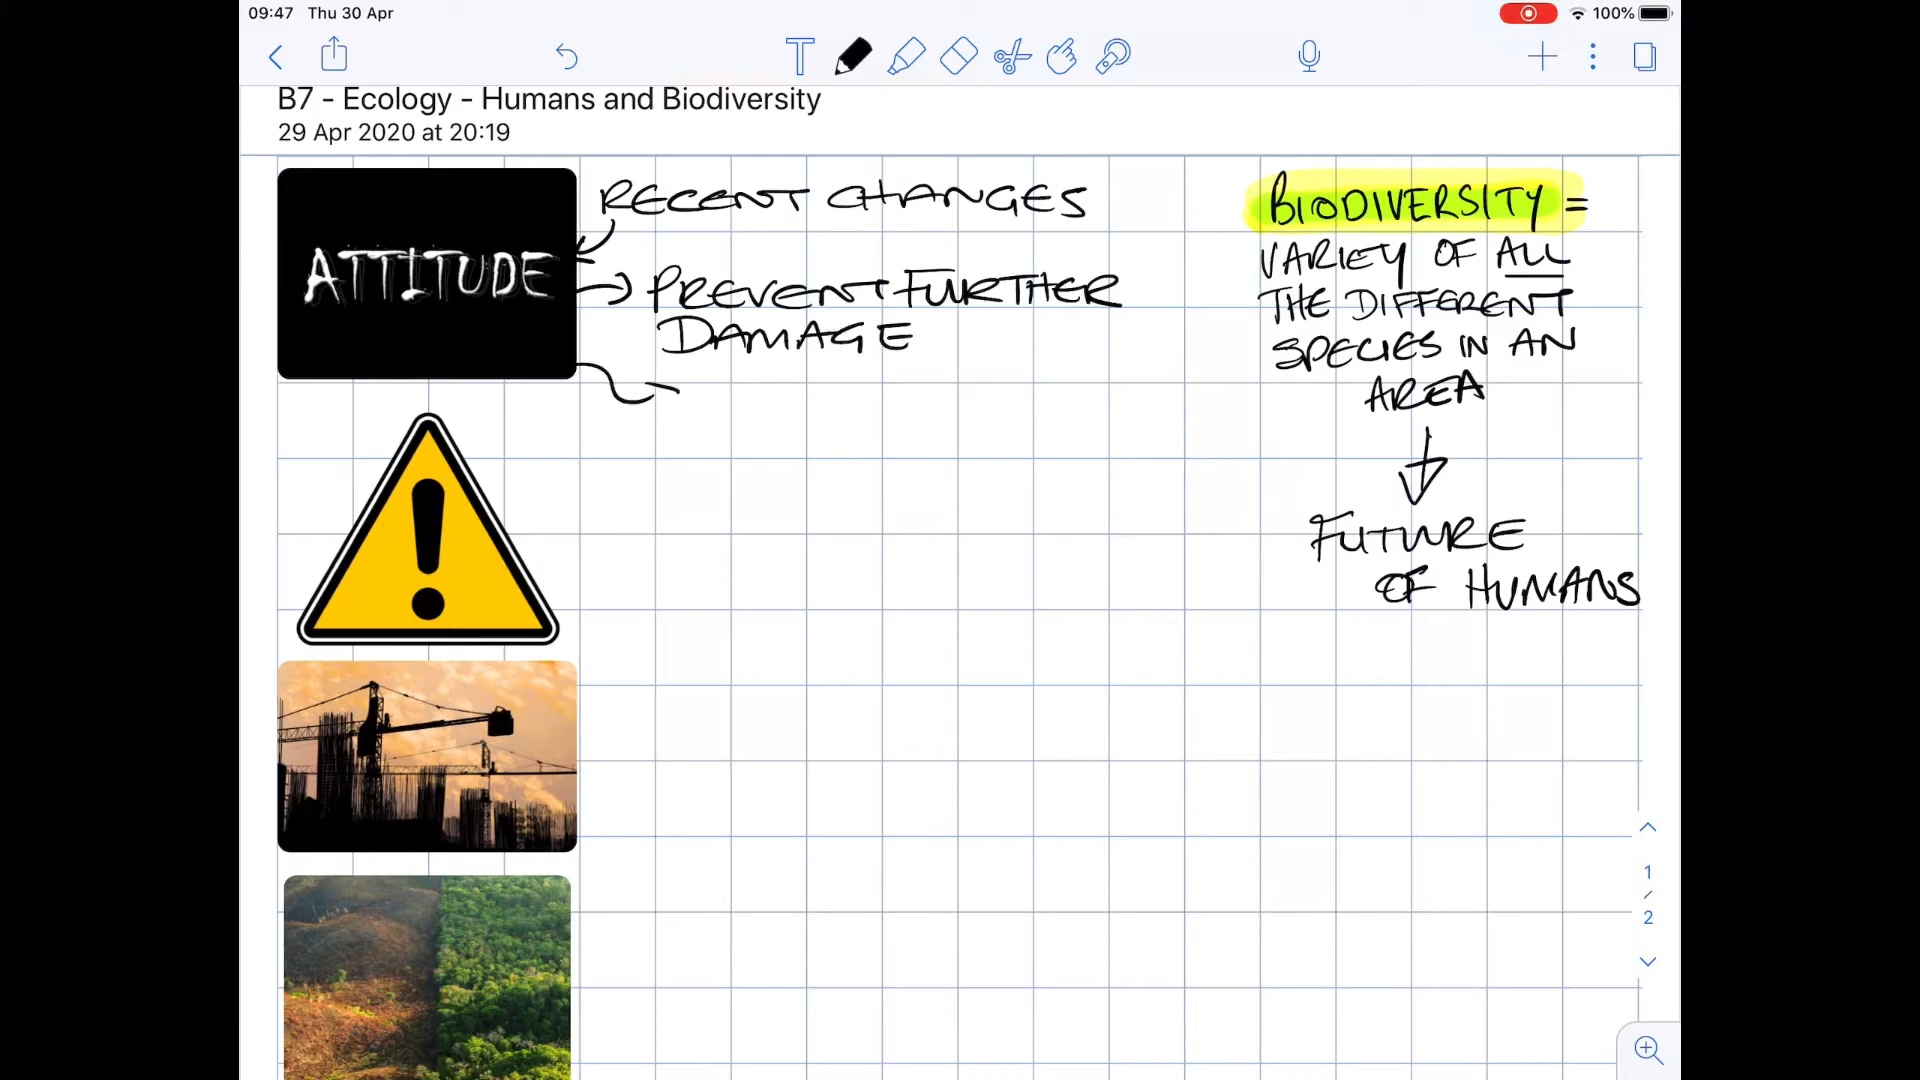 09:47 Thu 30 Apr
100%
B7 - Ecology - Humans and Biodiversity
29 Apr 2020 at 20:19
ATTITUDE
RECENT CHANGES
PREVENT FURTHER
DAMAGE
BIODIVERSITY =
VARIETY OF ALL
THE DIFFERENT
SPECIES IN AN
AREA
FUTURE
OF HUMANS
1
/
2